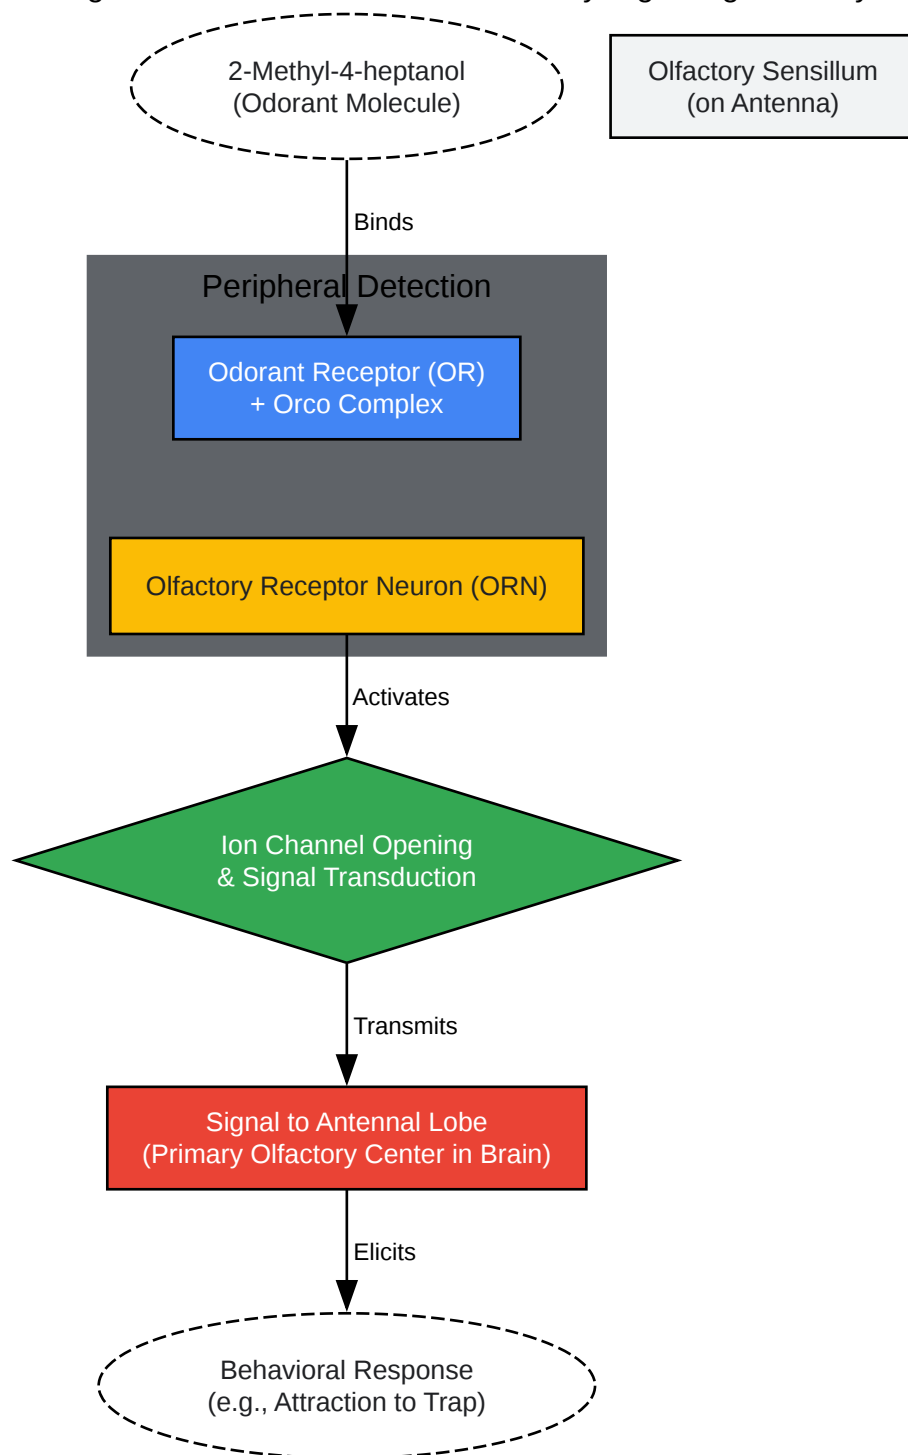 2-Methyl-4-heptanol
(Odorant Molecule)
Olfactory Sensillum
(on Antenna)
Binds
Peripheral Detection
Odorant Receptor (OR)
+ Orco Complex
Olfactory Receptor Neuron (ORN)
Activates
Ion Channel Opening
& Signal Transduction
Transmits
Signal to Antennal Lobe
(Primary Olfactory Center in Brain)
Elicits
Behavioral Response
(e.g., Attraction to Trap)